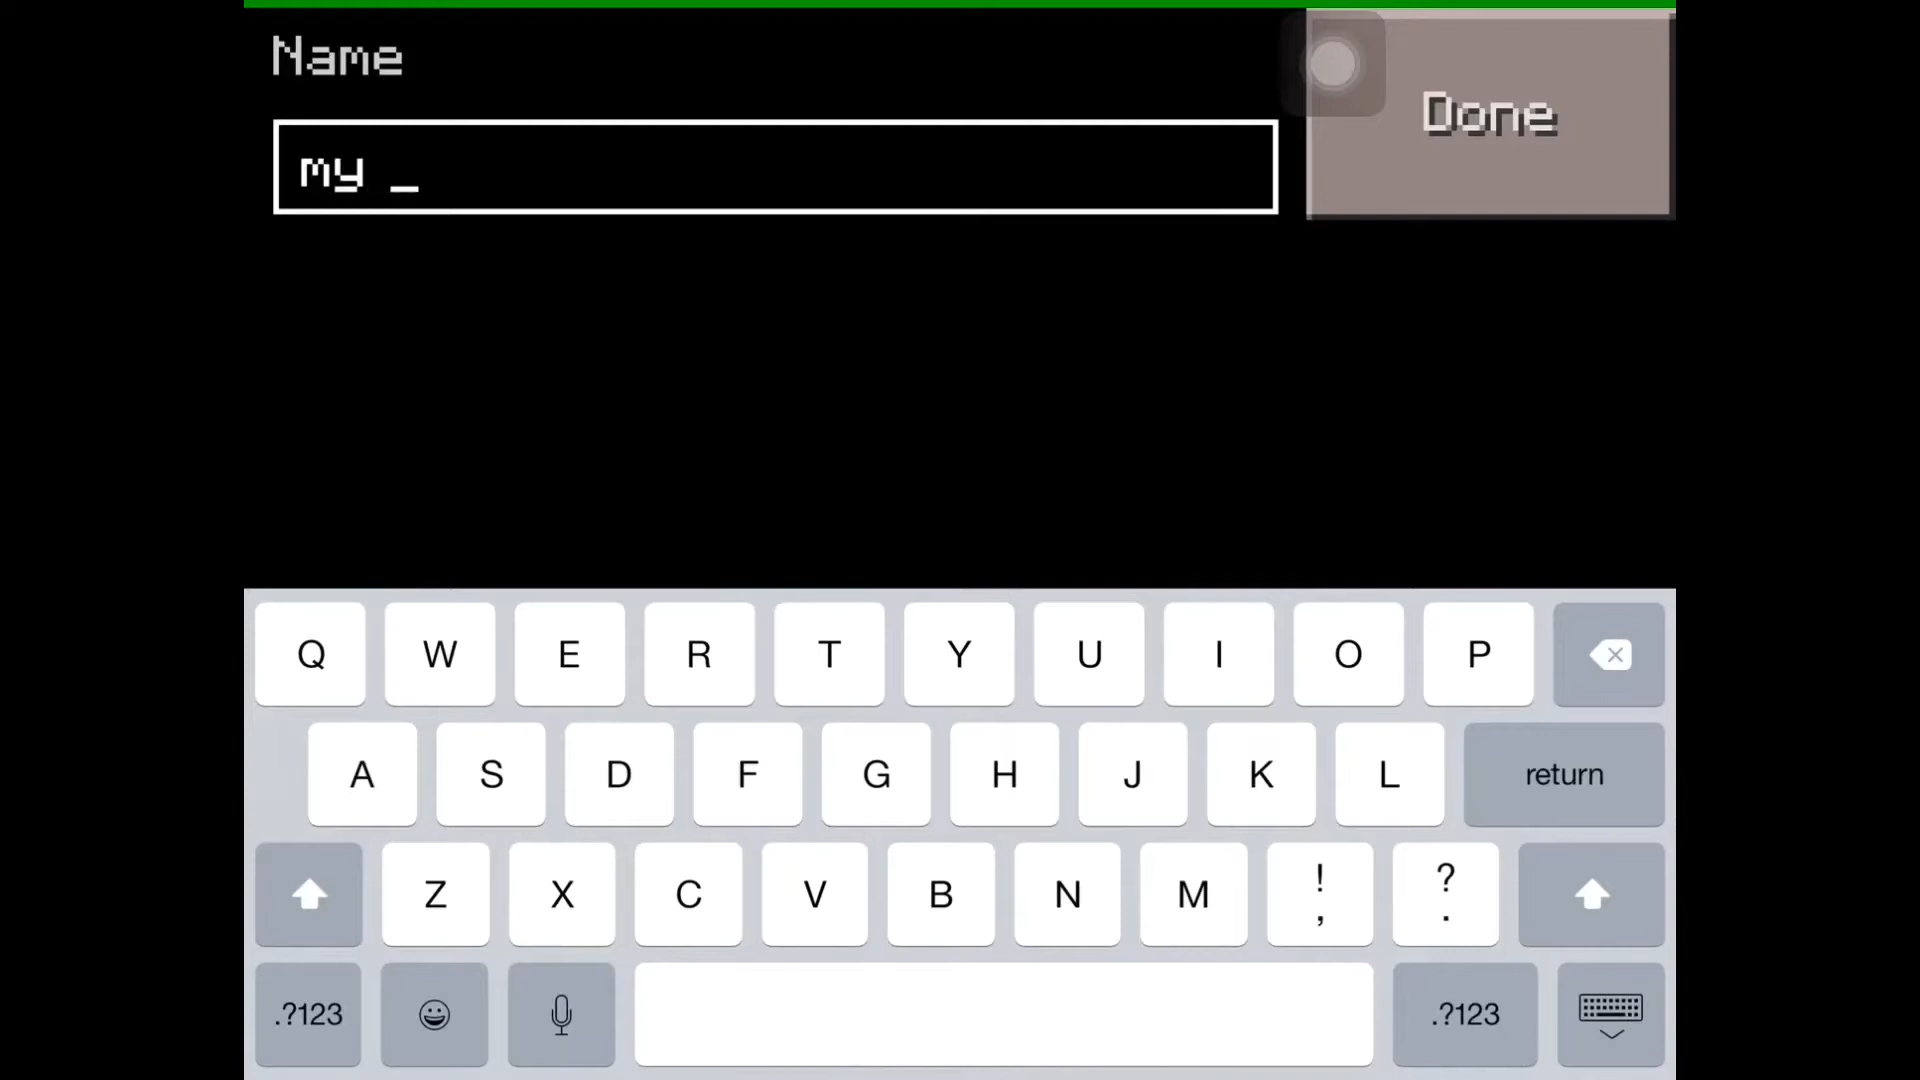 Name
Done
my _
Q W E R T Y U I O P
A S D F G H J K L return
Z X C V B N M ! , ? .
.?123 .?123